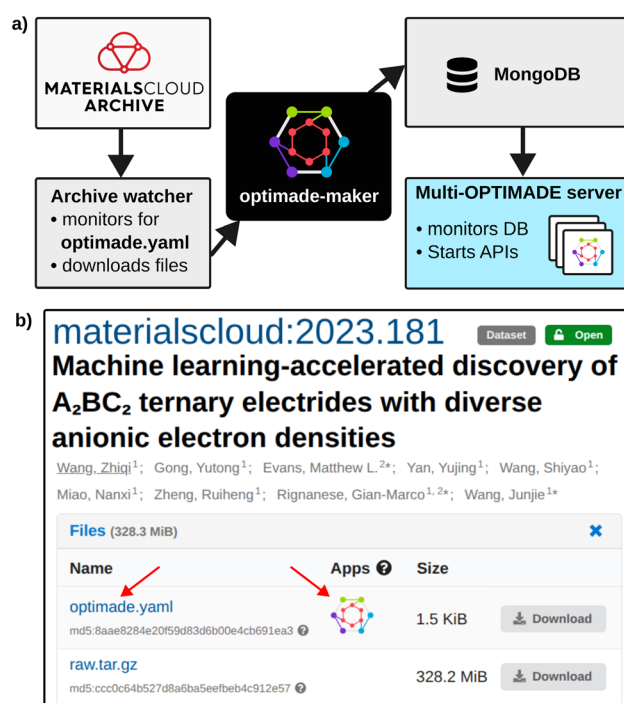 a)
MATERIALSCLOUD
ARCHIVE
Archive watcher
• monitors for
optimade.yaml
• downloads files
optimade-maker
MongoDB
Multi-OPTIMADE server
• monitors DB
• Starts APIs
b)
materialscloud:2023.181
Dataset
Open
Machine learning-accelerated discovery of
A₂BC₂ ternary electrides with diverse
anionic electron densities
Wang, Zhiqi¹; Gong, Yutong¹; Evans, Matthew L.²*; Yan, Yujing¹; Wang, Shiyao¹;
Miao, Nanxi¹; Zheng, Ruiheng¹; Rignanese, Gian-Marco¹,²*; Wang, Junjie¹*
Files (328.3 MiB)
Name Apps ? Size
optimade.yaml 1.5 KiB Download
md5:8aae8284e20f59d83d6b00e4cb691ea3 ?
raw.tar.gz 328.2 MiB Download
md5:ccc0c64b527d8a6ba5eefbeb4c912e57 ?